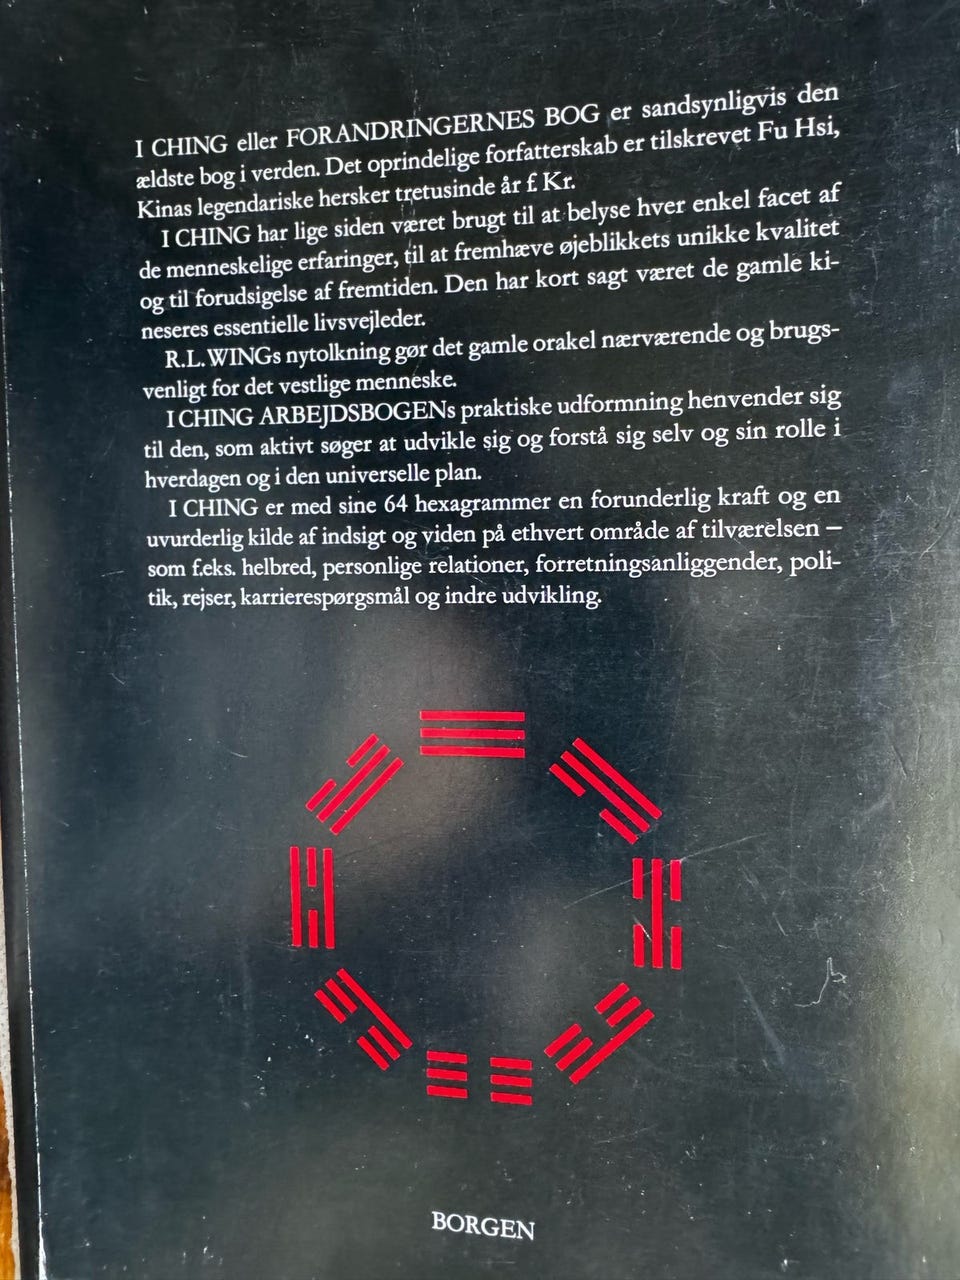 I CHING eller FORANDRINGERNES BOG er sandsynligvis den
ældste bog i verden. Det oprindelige forfatterskab er tilskrevet Fu Hsi,
Kinas legendariske hersker tretusinde år f. Kr.
I CHING har lige siden været brugt til at belyse hver enkel facet af
de menneskelige erfaringer, til at fremhæve øjeblikkets unikke kvalitet
og til forudsigelse af fremtiden. Den har kort sagt været de gamle ki-
neseres essentielle livsvejleder.
R.L.WINGs nytolkning gør det gamle orakel nærværende og brugs-
venligt for det vestlige menneske.
I CHING ARBEJDSBOGENs praktiske udformning henvender sig
til den, som aktivt søger at udvikle sig og forstå sig selv og sin rolle i
hverdagen og i den universelle plan.
I CHING er med sine 64 hexagrammer en forunderlig kraft og en
uvurderlig kilde af indsigt og viden på ethvert område af tilværelsen –
som f.eks. helbred, personlige relationer, forretningsanliggender, poli-
tik, rejser, karrierespørgsmål og indre udvikling.
BORGEN